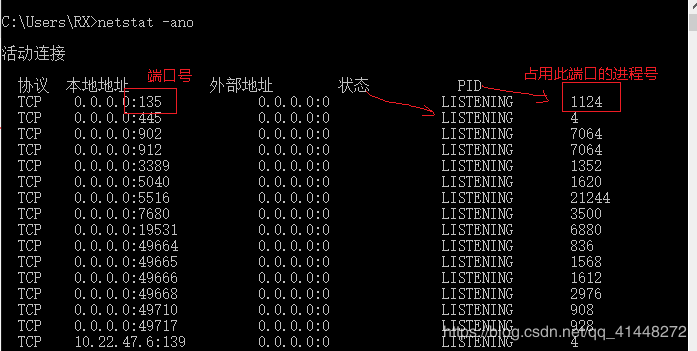 C:\Users\RX>netstat -ano
活动连接
端口号
占用此端口的进程号
协议 本地地址 外部地址 状态 PID
TCP 0.0.0.0:135 0.0.0.0:0 LISTENING 1124
TCP 0.0.0.0:445 0.0.0.0:0 LISTENING 4
TCP 0.0.0.0:902 0.0.0.0:0 LISTENING 7064
TCP 0.0.0.0:912 0.0.0.0:0 LISTENING 7064
TCP 0.0.0.0:3389 0.0.0.0:0 LISTENING 1352
TCP 0.0.0.0:5040 0.0.0.0:0 LISTENING 1620
TCP 0.0.0.0:5516 0.0.0.0:0 LISTENING 21244
TCP 0.0.0.0:7680 0.0.0.0:0 LISTENING 3500
TCP 0.0.0.0:19531 0.0.0.0:0 LISTENING 6880
TCP 0.0.0.0:49664 0.0.0.0:0 LISTENING 836
TCP 0.0.0.0:49665 0.0.0.0:0 LISTENING 1568
TCP 0.0.0.0:49666 0.0.0.0:0 LISTENING 1612
TCP 0.0.0.0:49668 0.0.0.0:0 LISTENING 2976
TCP 0.0.0.0:49710 0.0.0.0:0 LISTENING 908
TCP 0.0.0.0:49717 0.0.0.0:0 LISTENING 928
TCP 10.22.47.6:139 0.0.0.0:0 LISTENING 4
https://blog.csdn.net/qq_41448272